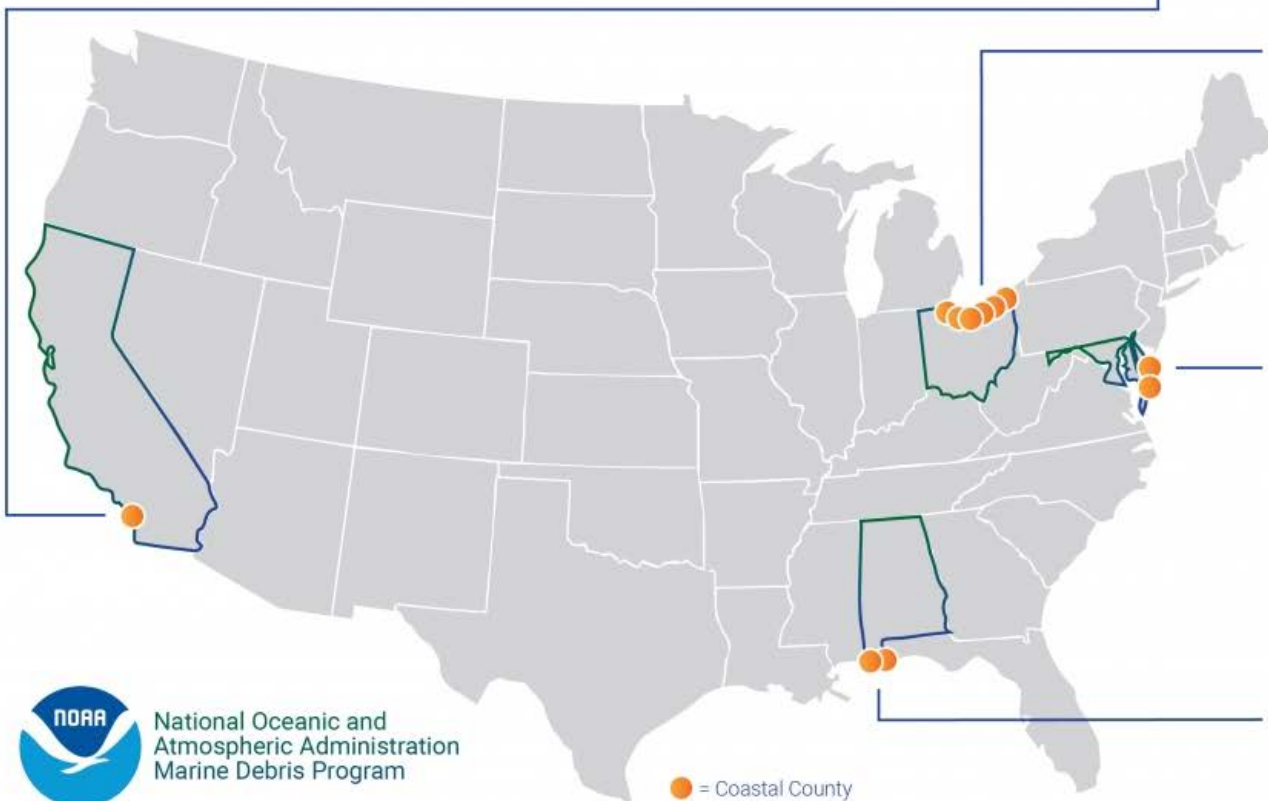 NOAA
National Oceanic and
Atmospheric Administration
Marine Debris Program
= Coastal County